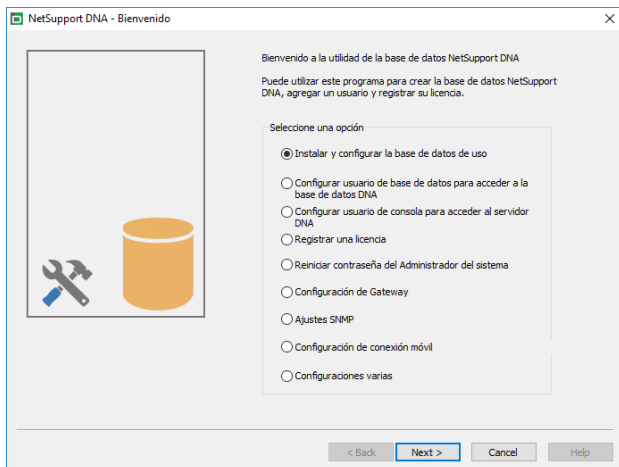 NetSupport DNA - Bienvenido
Bienvenido a la utilidad de la base de datos NetSupport DNA
Puede utilizar este programa para crear la base de datos NetSupport
DNA, agregar un usuario y registrar su licencia.
Seleccione una opción
Instalar y configurar la base de datos de uso
Configurar usuario de base de datos para acceder a la
base de datos DNA
Configurar usuario de consola para acceder al servidor
DNA
Registrar una licencia
Reiniciar contraseña del Administrador del sistema
Configuración de Gateway
Ajustes SNMP
Configuración de conexión móvil
Configuraciones varias
< Back
Next >
Cancel
Help